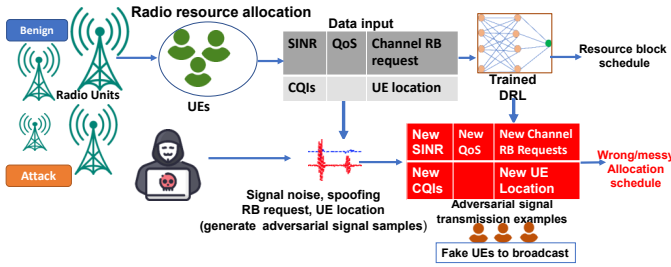 Radio resource allocation
Benign
Data input
SINR
QoS
Channel RB
request
CQIs
UE location
Radio Units
UEs
Trained
DRL
Resource block
schedule
Attack
Signal noise, spoofing
RB request, UE location
(generate adversarial signal samples)
New
SINR
New
QoS
New Channel
RB Requests
New
CQIs
New UE
Location
Wrong/messy
Allocation
schedule
Adversarial signal
transmission examples
Fake UEs to broadcast